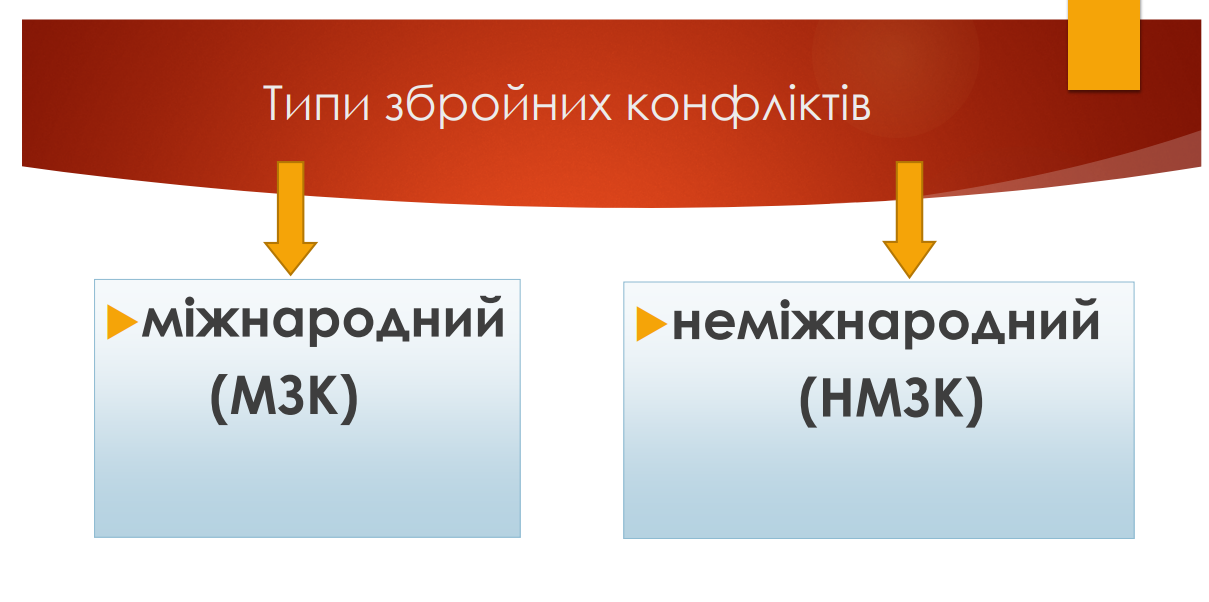 Типи збройних конфліктів
міжнародний
(МЗК)
неміжнародний
(НМЗК)